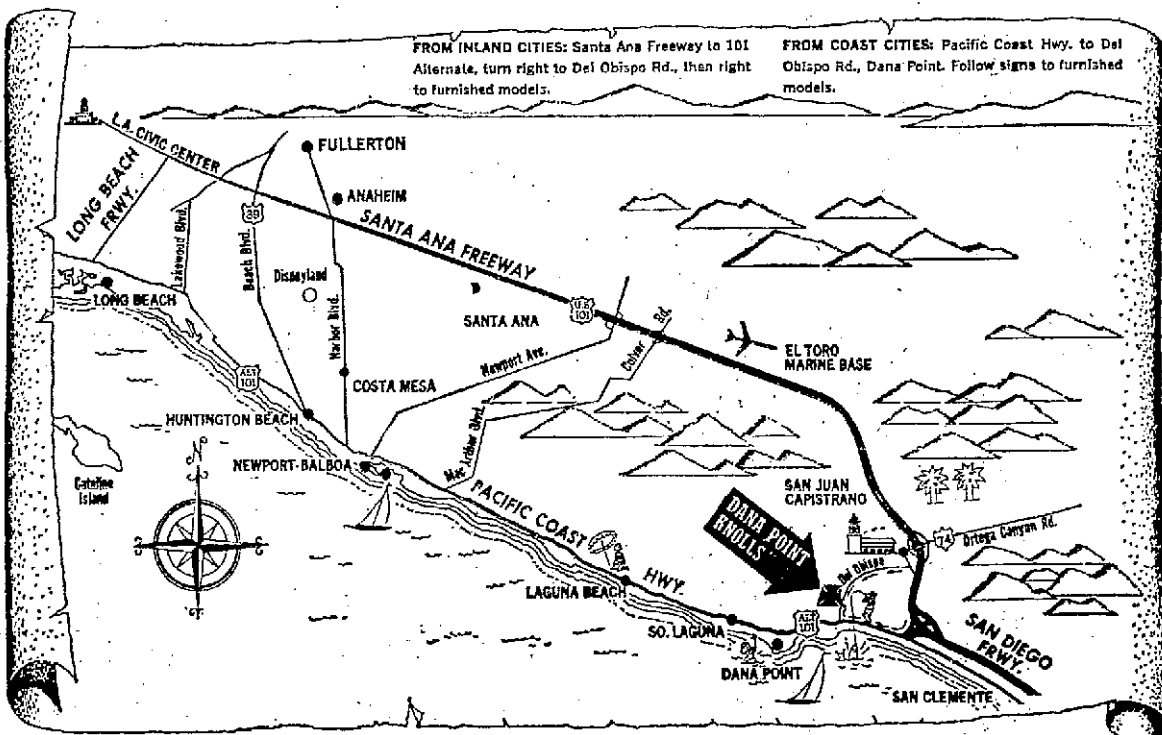 FROM INLAND CITIES: Santa Ana Freeway to 101
Alternate, turn right to Del Obispo Rd., then right
to furnished models.
FROM COAST CITIES: Pacific Coast Hwy. to Del
Obispo Rd., Dana Point. Follow signs to furnished
models.
L.A. CIVIC CENTER
LONG BEACH
FRWY.
FULLERTON
ANAHEIM
SANTA ANA FREEWAY
Lakewood Blvd.
39
Beach Blvd.
Disneyland
Harbor Blvd.
LONG BEACH
SANTA ANA
U.S.
101
Culver Rd.
Newport Ave.
EL TORO
MARINE BASE
ALT
101
COSTA MESA
HUNTINGTON BEACH
Mac Arthur Blvd.
NEWPORT-BALBOA
Catalina
Island
N
PACIFIC COAST HWY.
SAN JUAN
CAPISTRANO
DANA POINT
KNOLLS
74
Ortega Canyon Rd.
Del Obispo
LAGUNA BEACH
SO. LAGUNA
ALT
101
DANA POINT
SAN DIEGO
FRWY.
SAN CLEMENTE